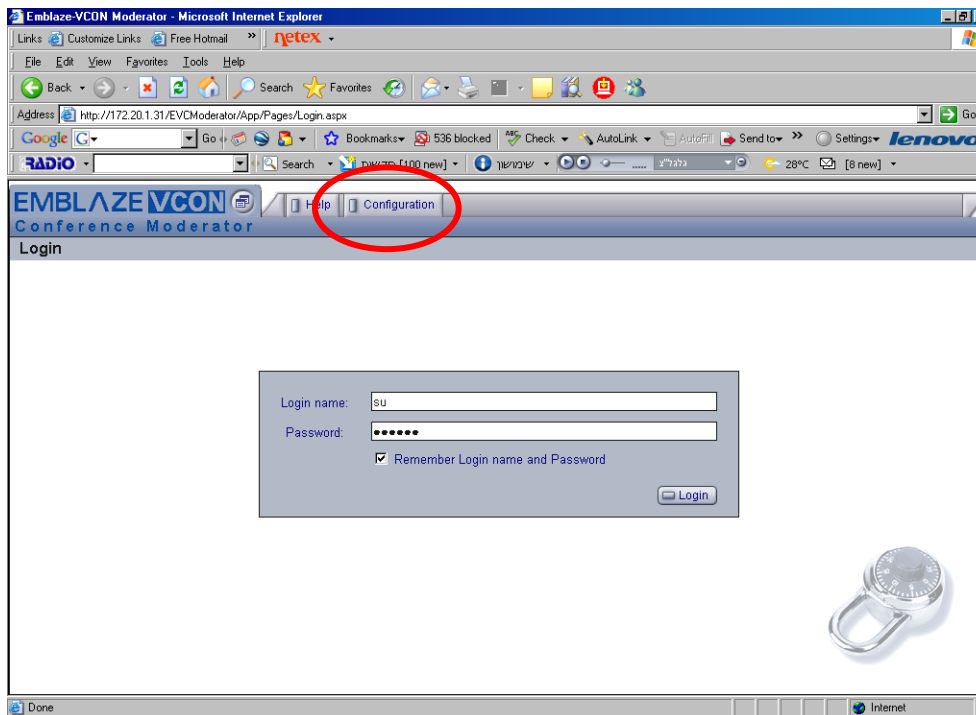 Emblaze-VCON Moderator - Microsoft Internet Explorer
Links Customize Links Free Hotmail » netex
File Edit View Favorites Tools Help
Back Search Favorites
Address http://172.20.1.31/EVCModerator/App/Pages/Login.aspx Go
Google G Go Bookmarks 536 blocked ABC Check AutoLink AutoFill Send to » Settings lenovo
RADIO Search [100 new] שימושון גלגל"צ 28°C [8 new]
EMBLAZE VCON Help Configuration
Conference Moderator
Login
Login name: su
Password: ••••••
Remember Login name and Password
Login
Done Internet